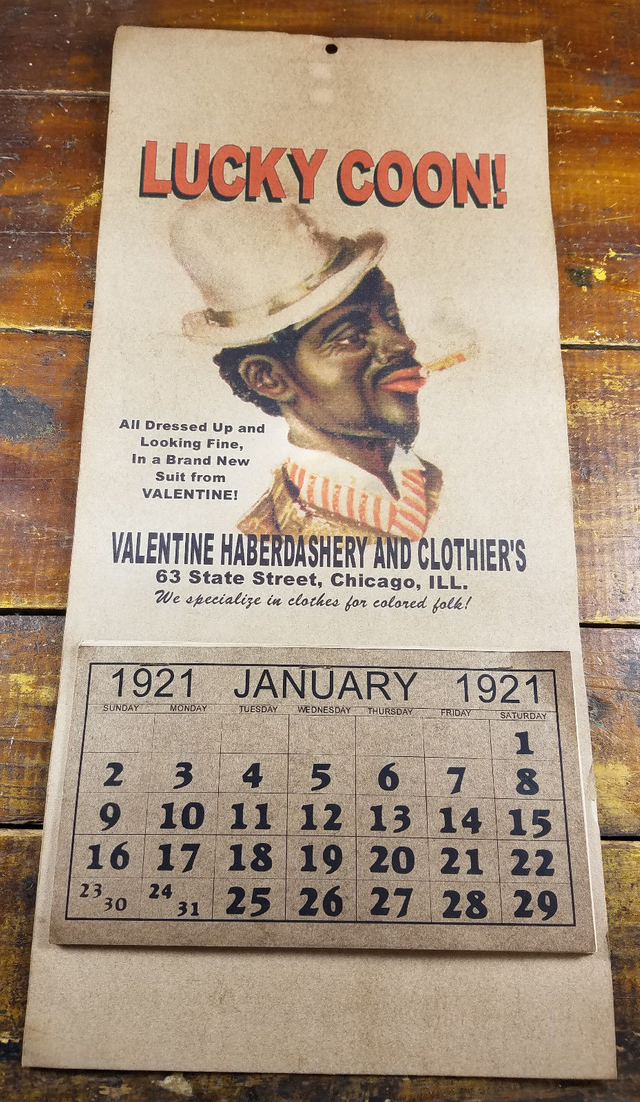 LUCKY COON!
All Dressed Up and
Looking Fine,
In a Brand New
Suit from
VALENTINE!
VALENTINE HABERDASHERY AND CLOTHIER'S
63 State Street, Chicago, ILL.
We specialize in clothes for colored folk!
1921 JANUARY 1921
SUNDAY MONDAY TUESDAY WEDNESDAY THURSDAY FRIDAY SATURDAY
1
2 3 4 5 6 7 8
9 10 11 12 13 14 15
16 17 18 19 20 21 22
23 30 24 31 25 26 27 28 29